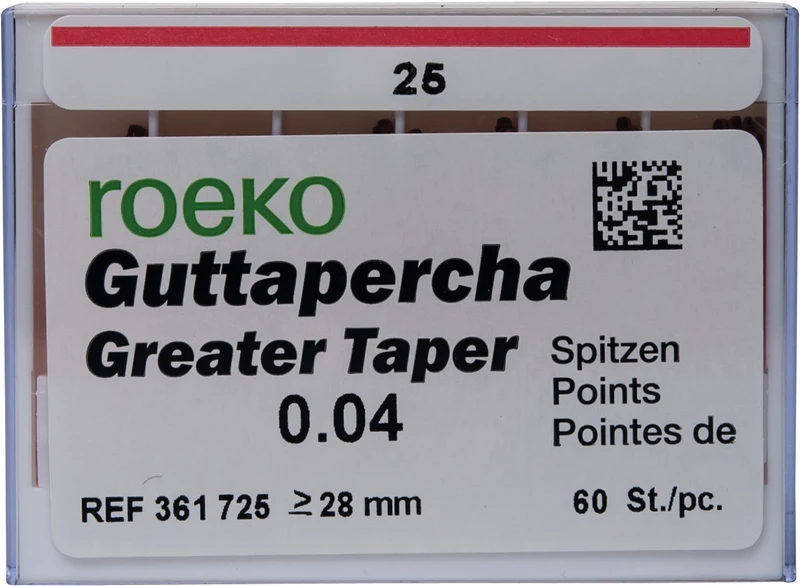 25
roeko
Guttapercha
Greater Taper
0.04
Spitzen
Points
Pointes de
REF 361 725 ≥ 28 mm
60 St./pc.